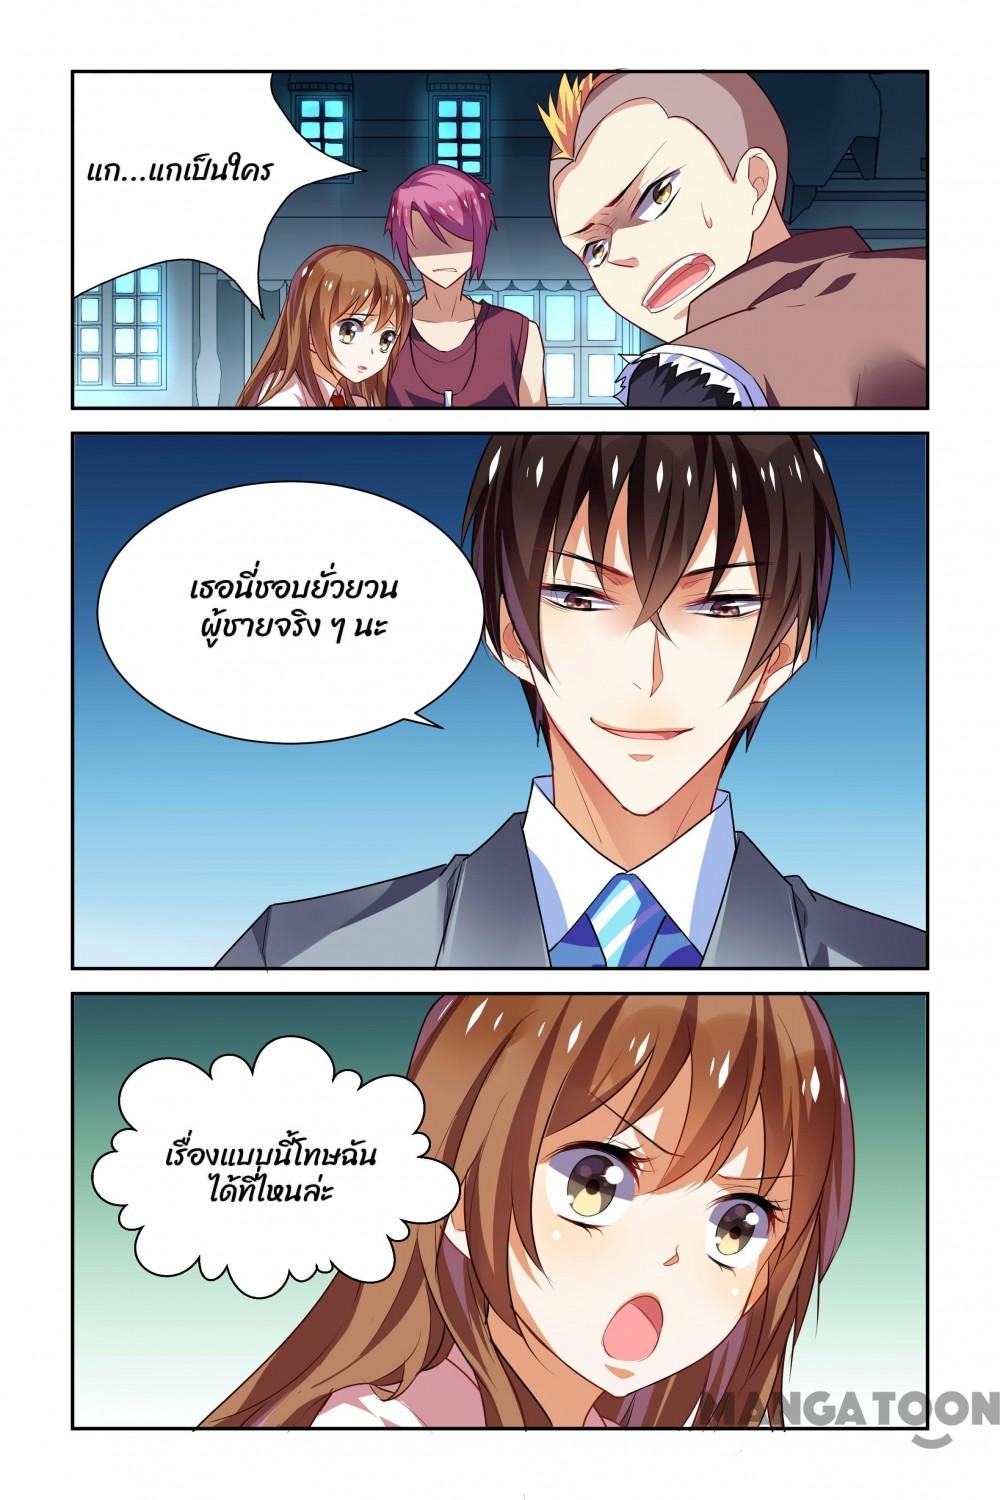 แก...แกเป็นใคร
เธอนี่ชอบยั่วยวน
ผู้ชายจริง ๆ นะ
เรื่องแบบนี้โทษฉัน
ได้ที่ไหนล่ะ
MANGATOON